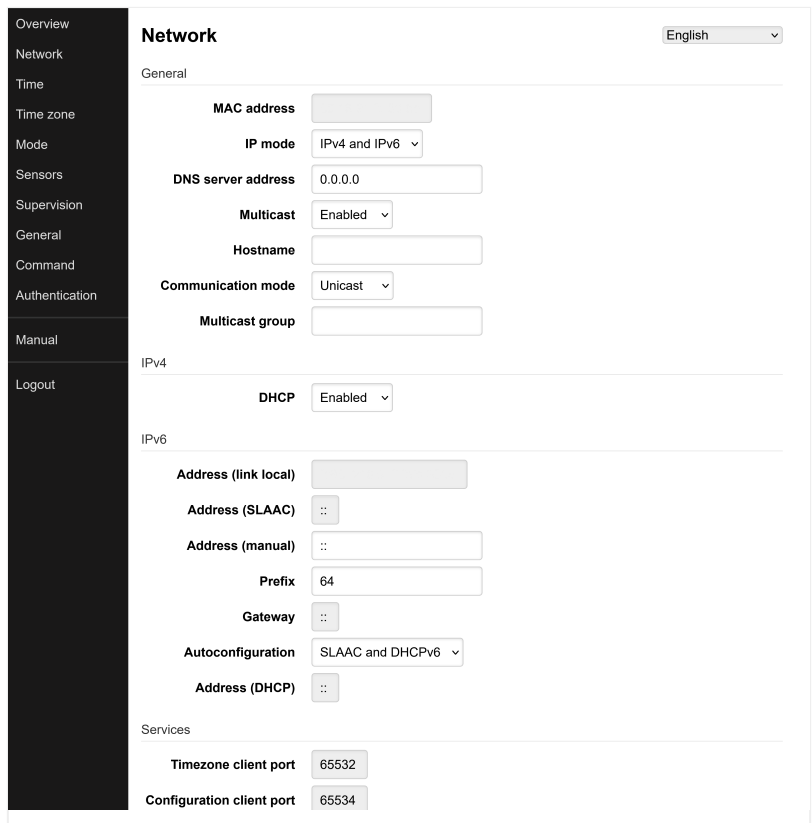 Overview
Network
Time
Time zone
Mode
Sensors
Supervision
General
Command
Authentication
Manual
Logout
Network
English
General
MAC address
IP mode IPv4 and IPv6
DNS server address 0.0.0.0
Multicast Enabled
Hostname
Communication mode Unicast
Multicast group
IPv4
DHCP Enabled
IPv6
Address (link local)
Address (SLAAC) ::
Address (manual) ::
Prefix 64
Gateway ::
Autoconfiguration SLAAC and DHCPv6
Address (DHCP) ::
Services
Timezone client port 65532
Configuration client port 65534